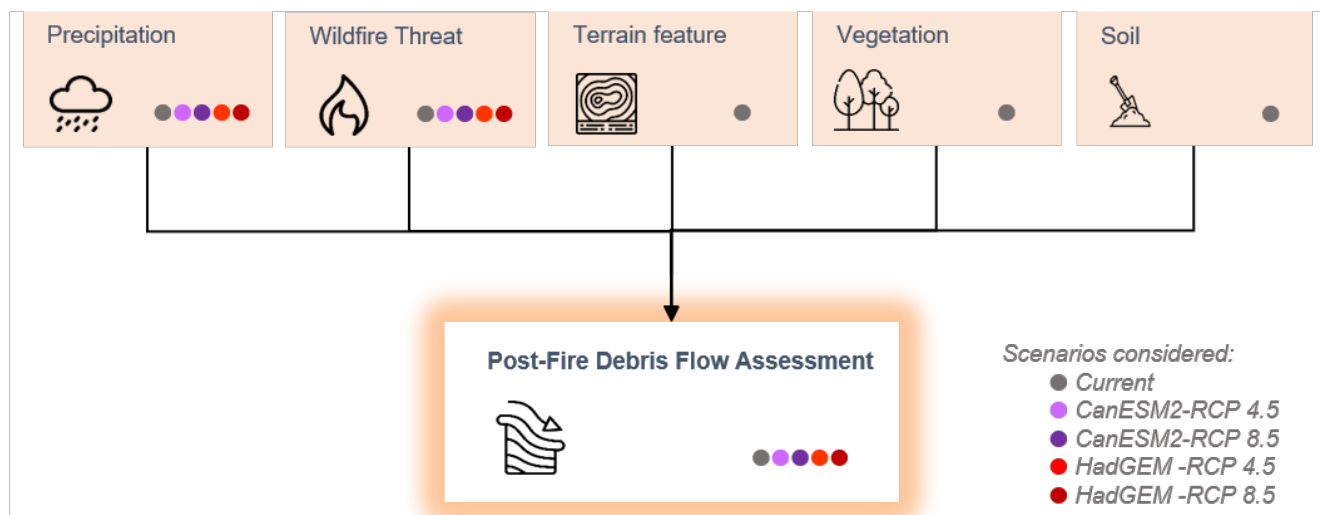 Precipitation
Wildfire Threat
Terrain feature
Vegetation
Soil
Post-Fire Debris Flow Assessment
Scenarios considered:
Current
CanESM2-RCP 4.5
CanESM2-RCP 8.5
HadGEM -RCP 4.5
HadGEM -RCP 8.5